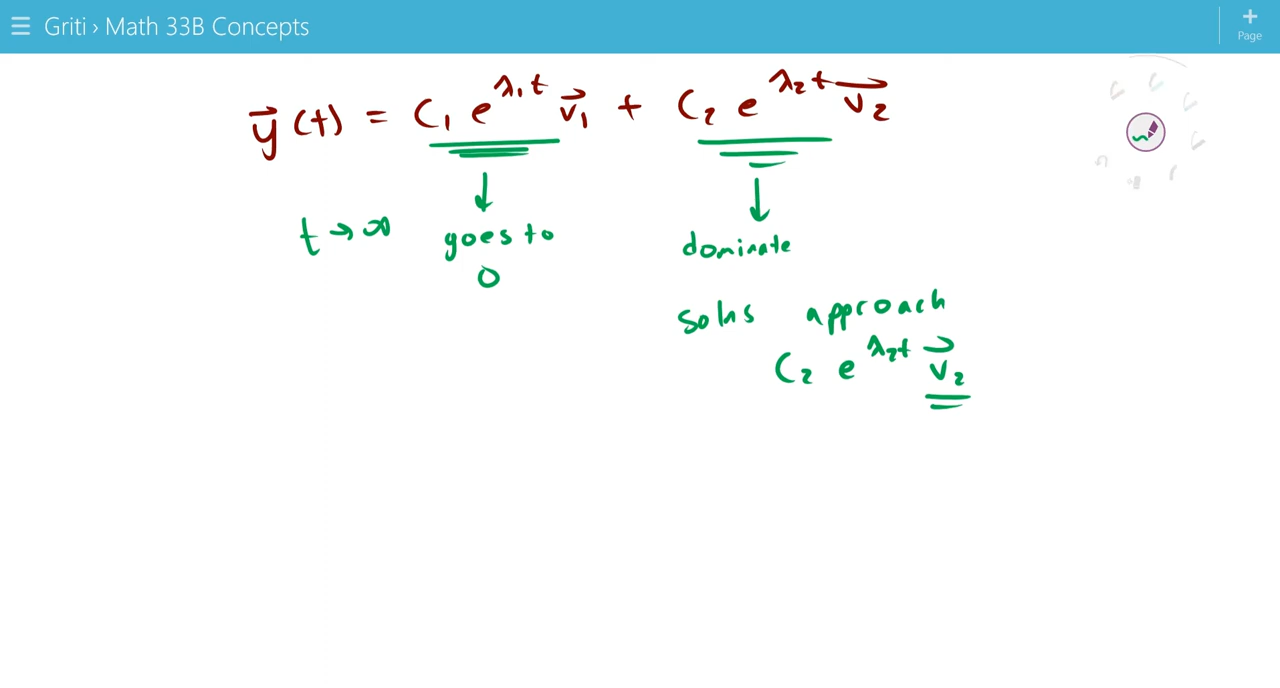 Griti › Math 33B Concepts
+
Page
y⃗(t) = C₁ e^{λ₁t} v⃗₁ + C₂ e^{λ₂t} v⃗₂
t → ∞
goes to
0
dominate
solns approach
C₂ e^{λ₂t} v⃗₂